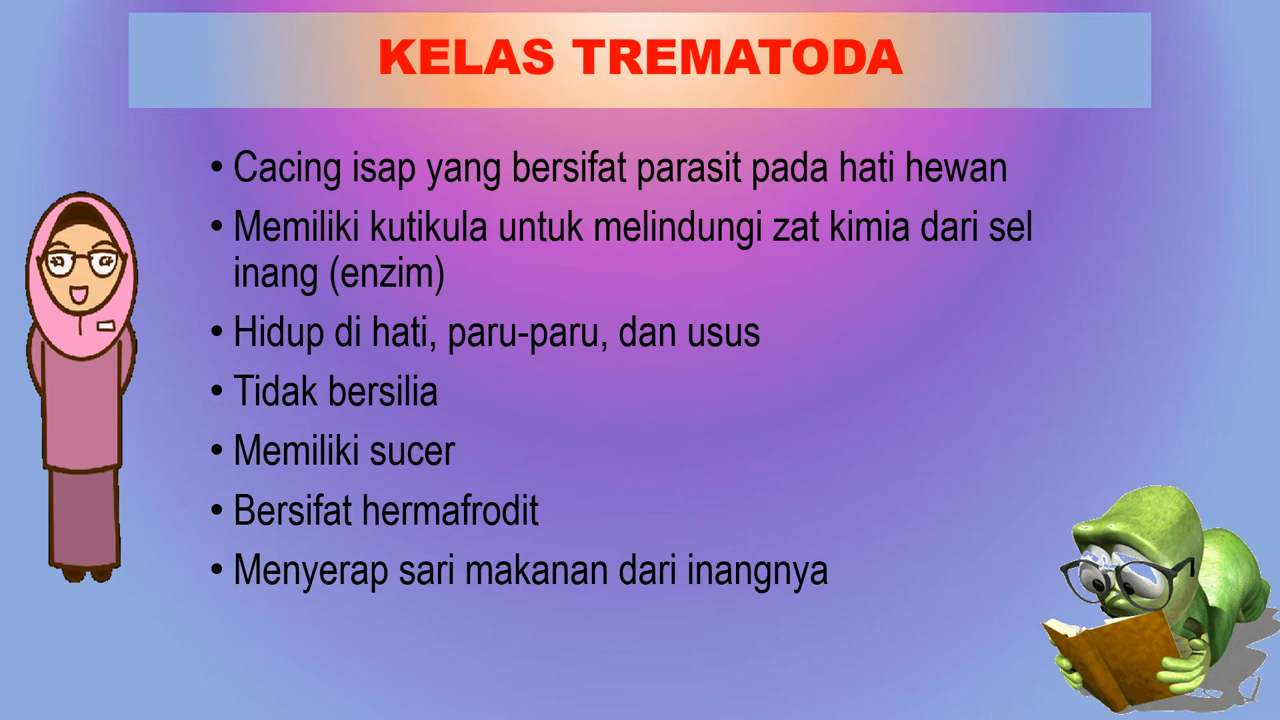 KELAS TREMATODA
• Cacing isap yang bersifat parasit pada hati hewan
• Memiliki kutikula untuk melindungi zat kimia dari sel
inang (enzim)
• Hidup di hati, paru-paru, dan usus
• Tidak bersilia
• Memiliki sucer
• Bersifat hermafrodit
• Menyerap sari makanan dari inangnya